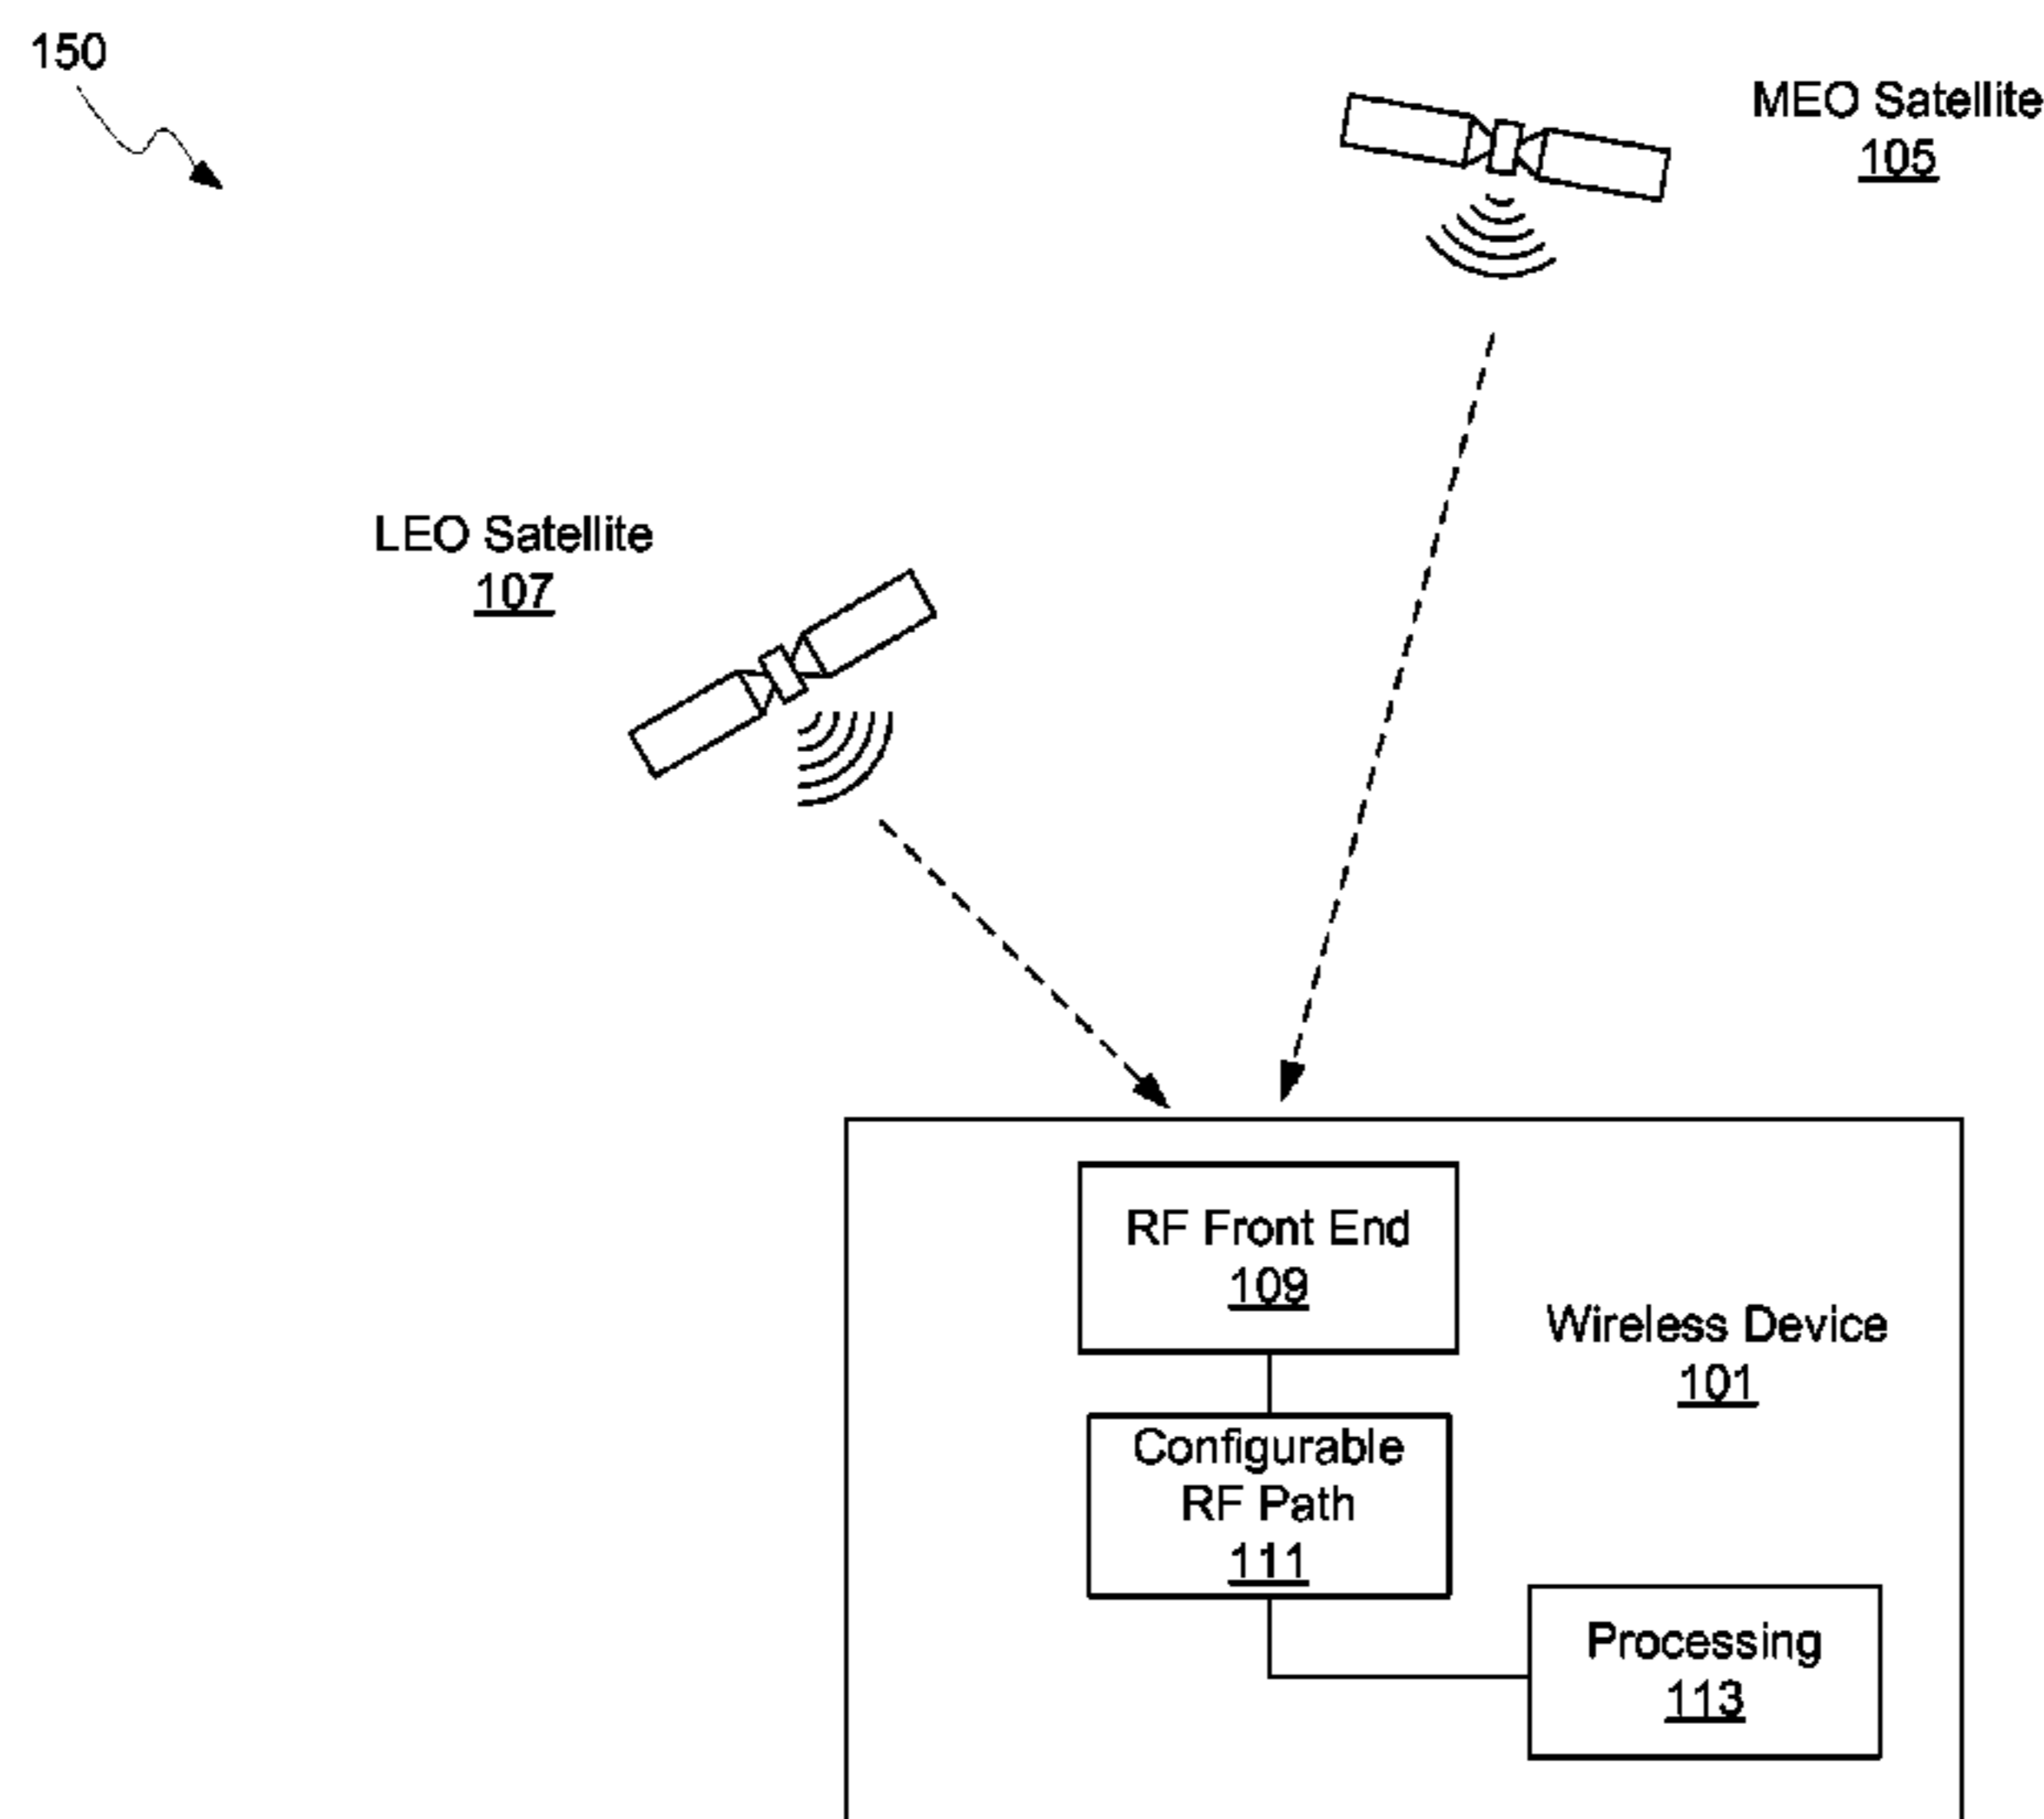 150
MEO Satellite
105
LEO Satellite
107
RF Front End
109
Wireless Device
101
Configurable
RF Path
111
Processing
113